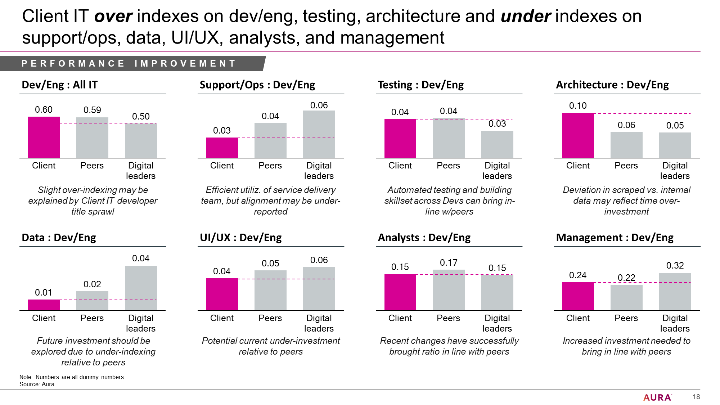 Client IT over indexes on dev/eng, testing, architecture and under indexes on
support/ops, data, UI/UX, analysts, and management
PERFORMANCE IMPROVEMENT
Dev/Eng : All IT
0.60 0.59 0.50
Client Peers Digital
leaders
Slight over-indexing may be
explained by Client IT developer
title sprawl
Support/Ops : Dev/Eng
0.03 0.04 0.06
Client Peers Digital
leaders
Efficient utiliz. of service delivery
team, but alignment may be under-
reported
Testing : Dev/Eng
0.04 0.04 0.03
Client Peers Digital
leaders
Automated testing and building
skillset across Devs can bring in-
line w/peers
Architecture : Dev/Eng
0.10 0.06 0.05
Client Peers Digital
leaders
Deviation in scraped vs. internal
data may reflect time over-
investment
Data : Dev/Eng
0.01 0.02 0.04
Client Peers Digital
leaders
Future investment should be
explored due to under-indexing
relative to peers
UI/UX : Dev/Eng
0.04 0.05 0.06
Client Peers Digital
leaders
Potential current under-investment
relative to peers
Analysts : Dev/Eng
0.15 0.17 0.15
Client Peers Digital
leaders
Recent changes have successfully
brought ratio in line with peers
Management : Dev/Eng
0.24 0.22 0.32
Client Peers Digital
leaders
Increased investment needed to
bring in line with peers
Note: Numbers are all dummy numbers
Source: Aura
AURA
18